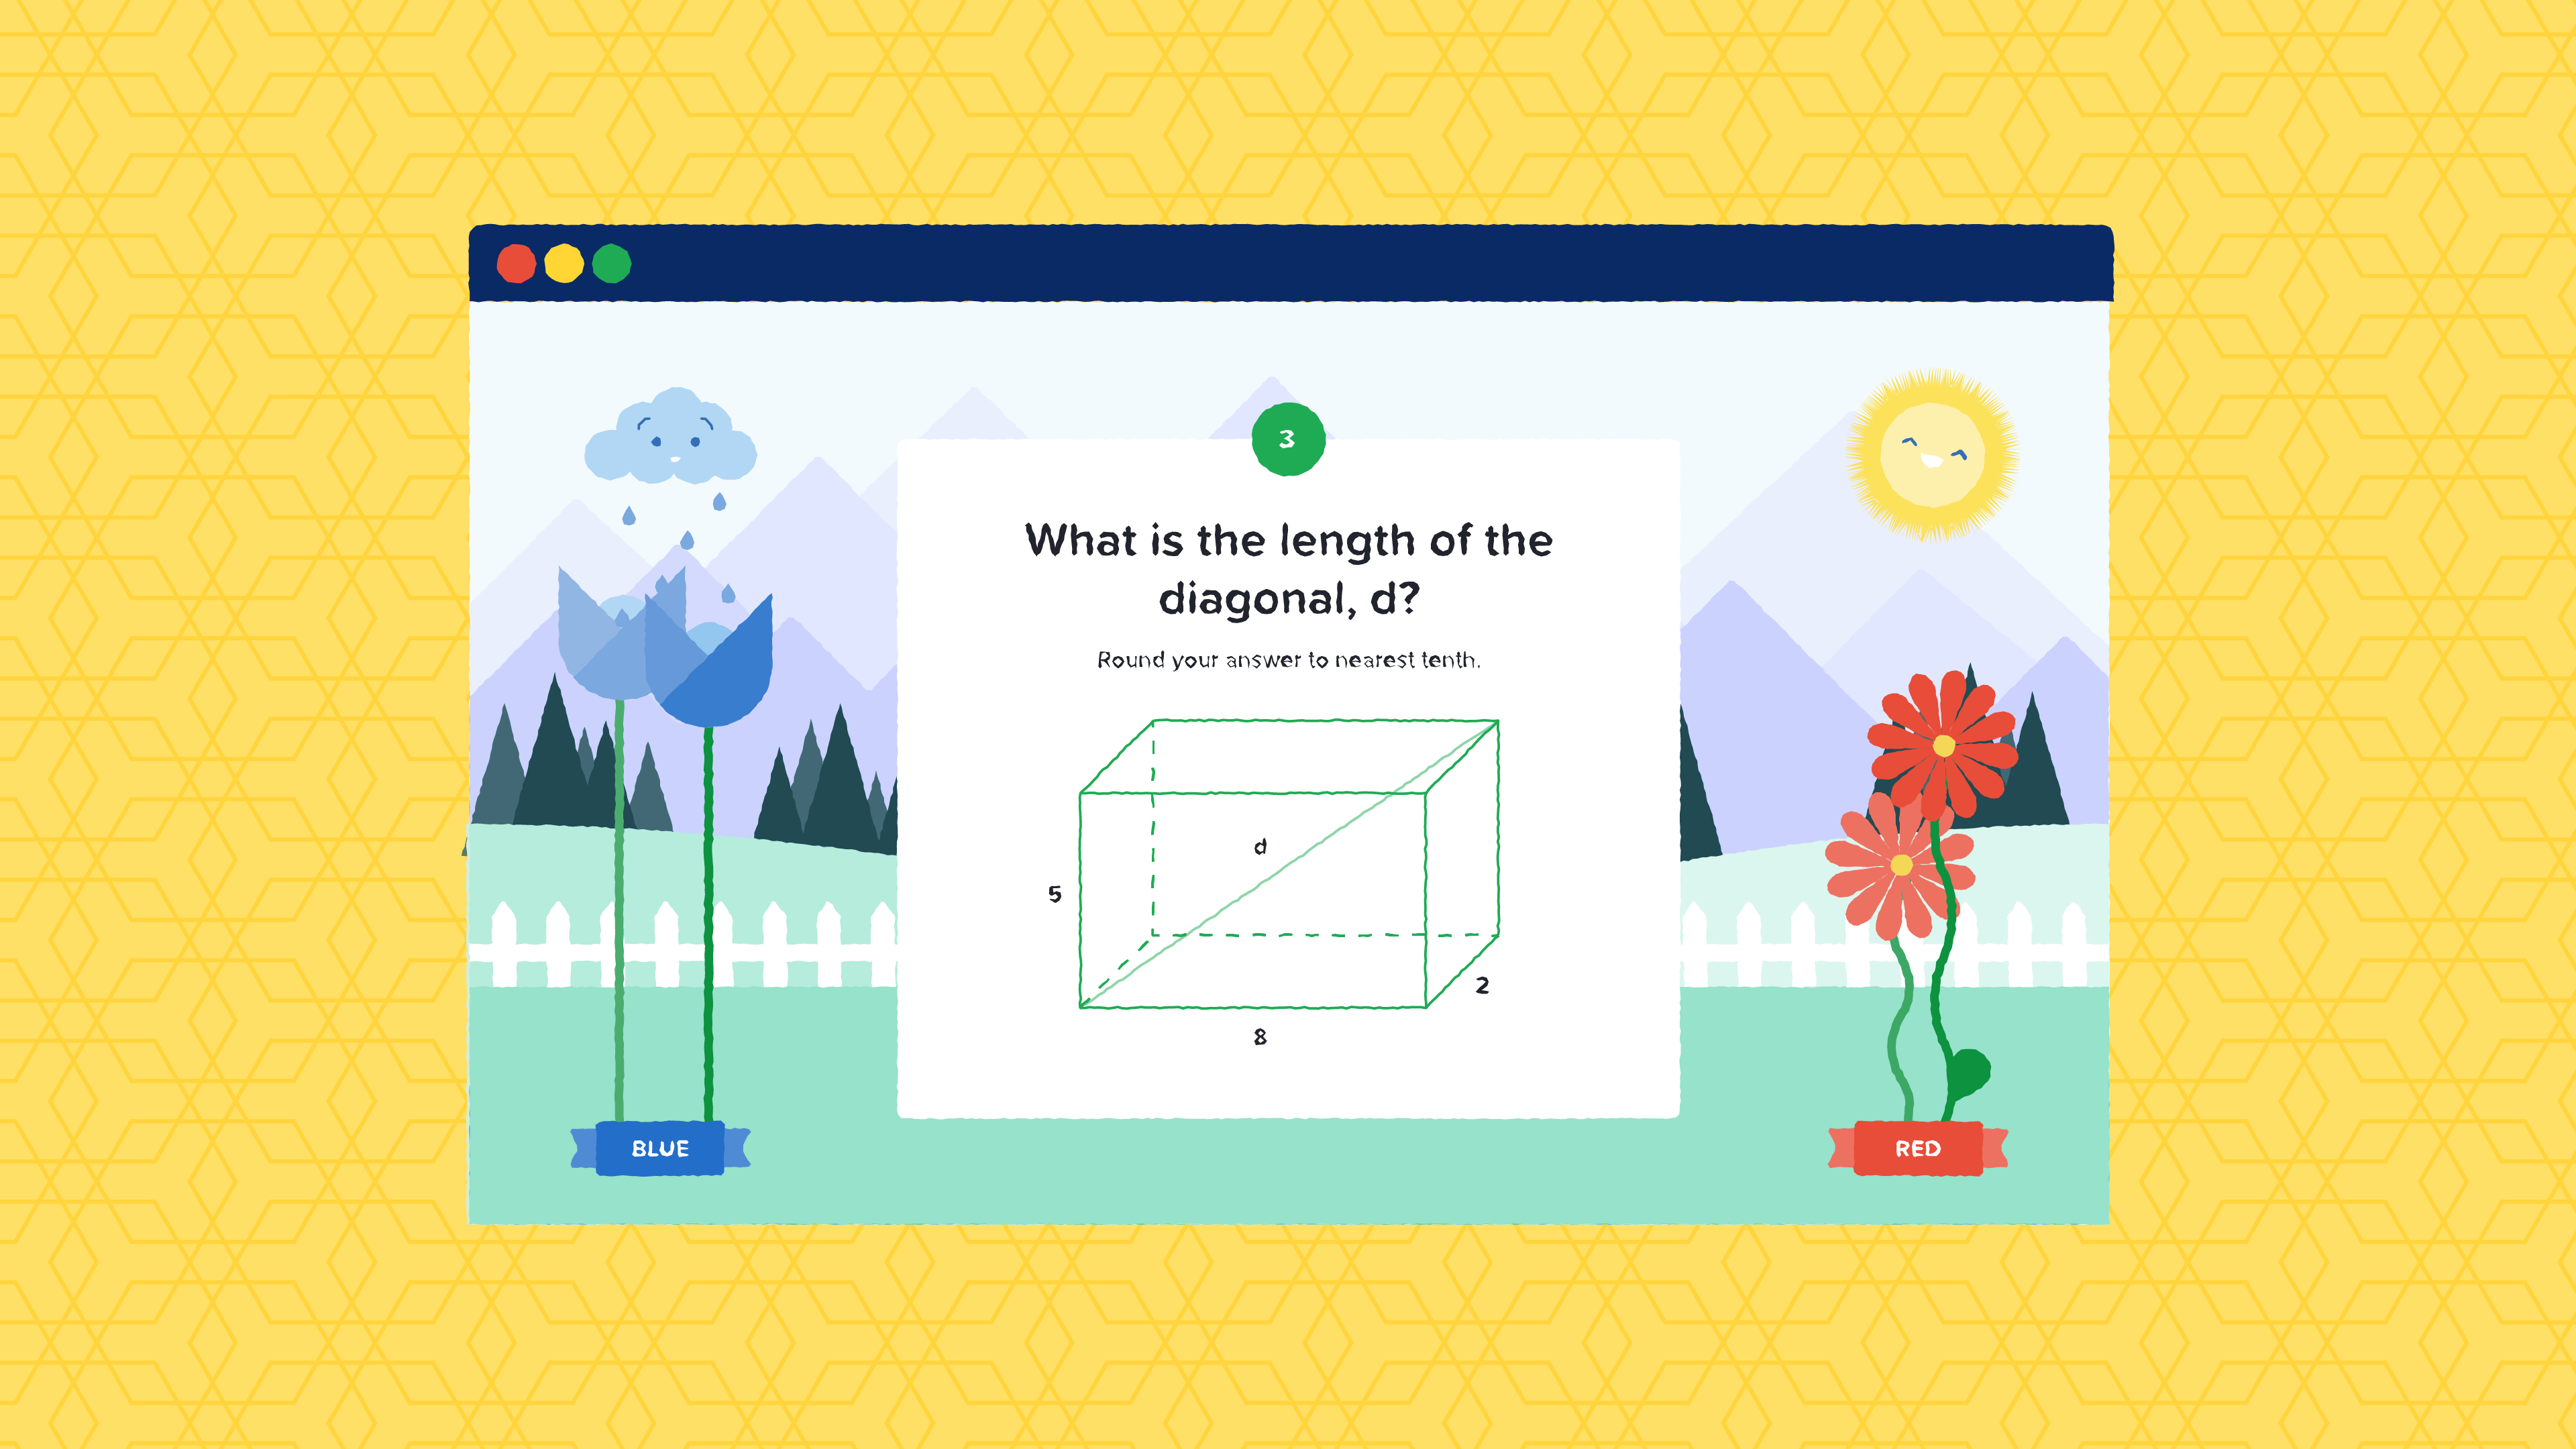 3
What is the length of the
diagonal, d?
Round your answer to nearest tenth.
d
5
2
8
BLUE
RED